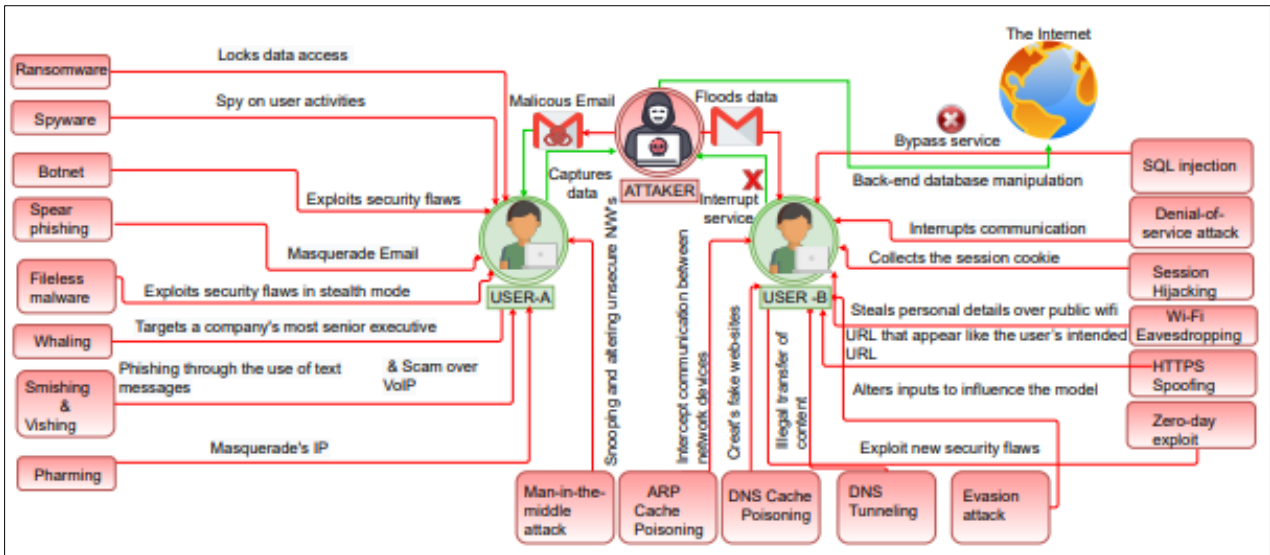 The Internet
Ransomware
Locks data access
Spyware
Spy on user activities
Malicous Email
Floods data
Bypass service
SQL injection
Botnet
Exploits security flaws
Captures
data
ATTAKER
Interrupt
service
Back-end database manipulation
Spear
phishing
Masquerade Email
Denial-of-
service attack
Interrupts communication
Collects the session cookie
Session
Hijacking
Fileless
malware
Exploits security flaws in stealth mode
USER-A
USER -B
Steals personal details over public wifi
Wi-Fi
Eavesdropping
Whaling
Targets a company's most senior executive
URL that appear like the user's intended
URL
HTTPS
Spoofing
Smishing
&
Vishing
Phishing through the use of text
messages
& Scam over
VoIP
Alters inputs to influence the model
Zero-day
exploit
Exploit new security flaws
Pharming
Masquerade's IP
Snooping and altering unsecure N/W's
Intercept communication between
network devices
Creat's fake web-sites
Illegal transfer of
content
Man-in-the-
middle
attack
ARP
Cache
Poisoning
DNS Cache
Poisoning
DNS
Tunneling
Evasion
attack